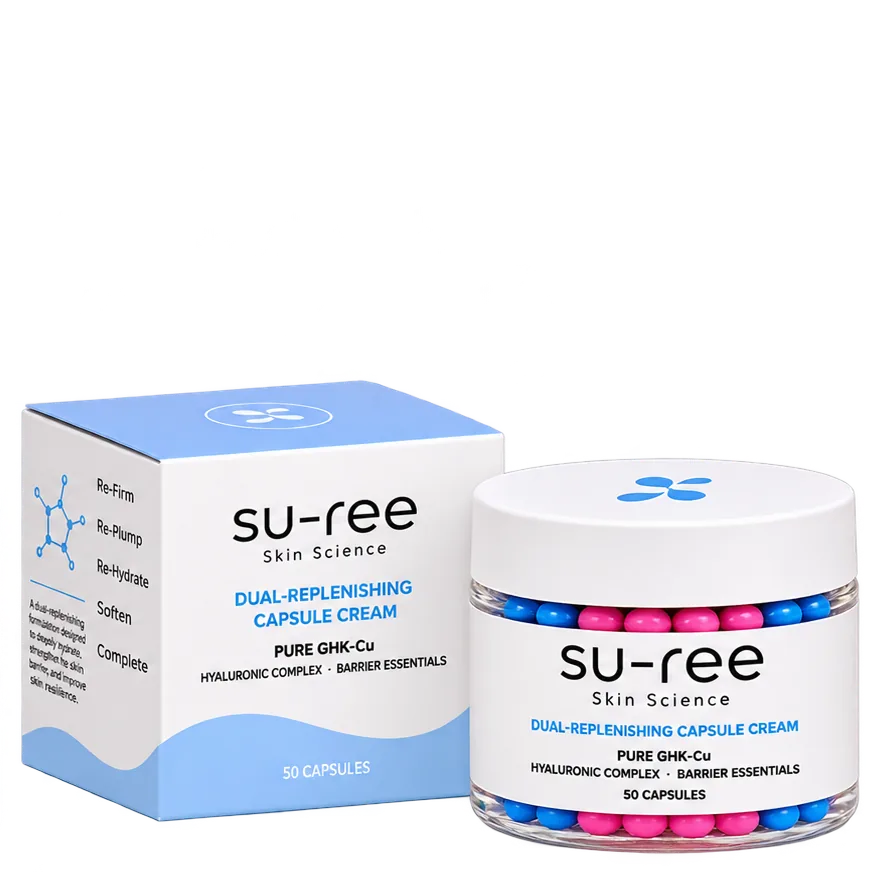 Re-Firm
Re-Plump
Re-Hydrate
Soften
Complete
A dual-replenishing
formulation designed
to deeply hydrate,
strengthen the skin
barrier, and improve
skin resilience.
su-ree
Skin Science
DUAL-REPLENISHING
CAPSULE CREAM
PURE GHK-Cu
HYALURONIC COMPLEX · BARRIER ESSENTIALS
50 CAPSULES
su-ree
Skin Science
DUAL-REPLENISHING CAPSULE CREAM
PURE GHK-Cu
HYALURONIC COMPLEX · BARRIER ESSENTIALS
50 CAPSULES